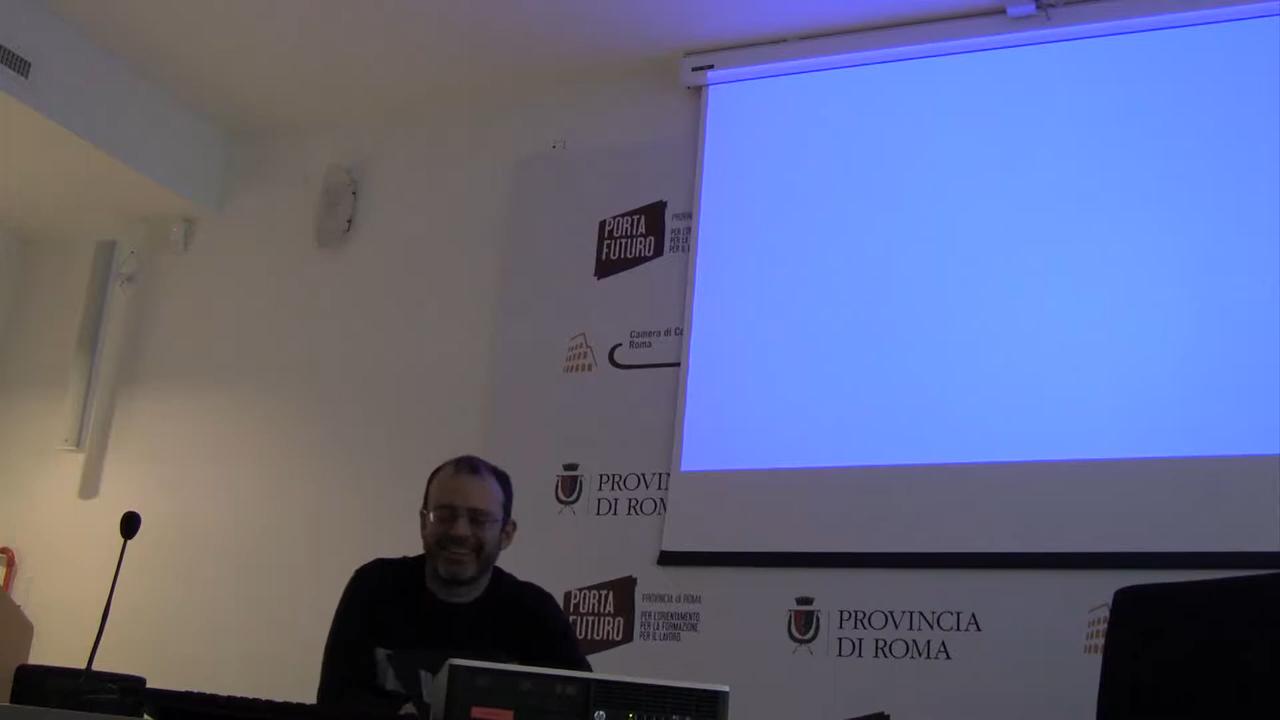 PORTA
FUTURO
Camera di
Roma
PROVIN
DI ROM
PORTA
FUTURO
PROVINCIA di ROMA
PER L'ORIENTAMENTO,
PER LA FORMAZIONE,
PER IL LAVORO.
PROVINCIA
DI ROMA
hp